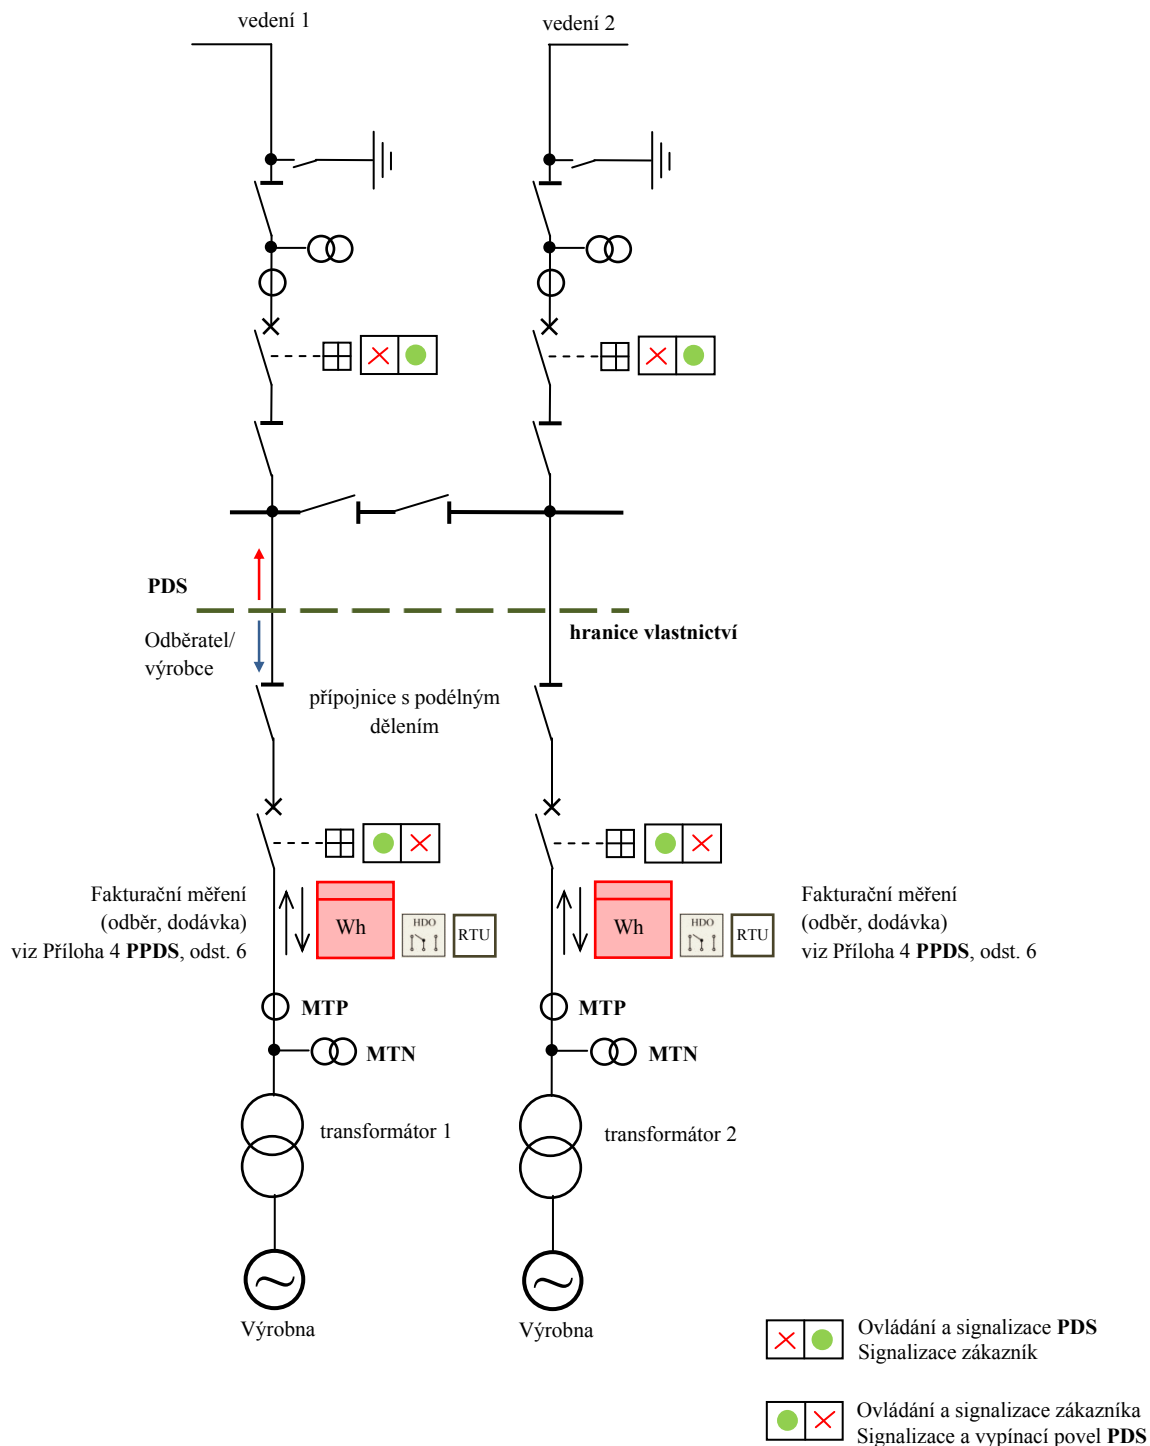 vedení 1
vedení 2
PDS
Odběratel/
výrobce
hranice vlastnictví
přípojnice s podélným
dělením
Fakturační měření
(odběr, dodávka)
viz Příloha 4 PPDS, odst. 6
Wh
HDO
RTU
Wh
HDO
RTU
Fakturační měření
(odběr, dodávka)
viz Příloha 4 PPDS, odst. 6
MTP
MTP
MTN
MTN
transformátor 1
transformátor 2
Výrobna
Výrobna
Ovládání a signalizace PDS
Signalizace zákazník
Ovládání a signalizace zákazníka
Signalizace a vypínací povel PDS